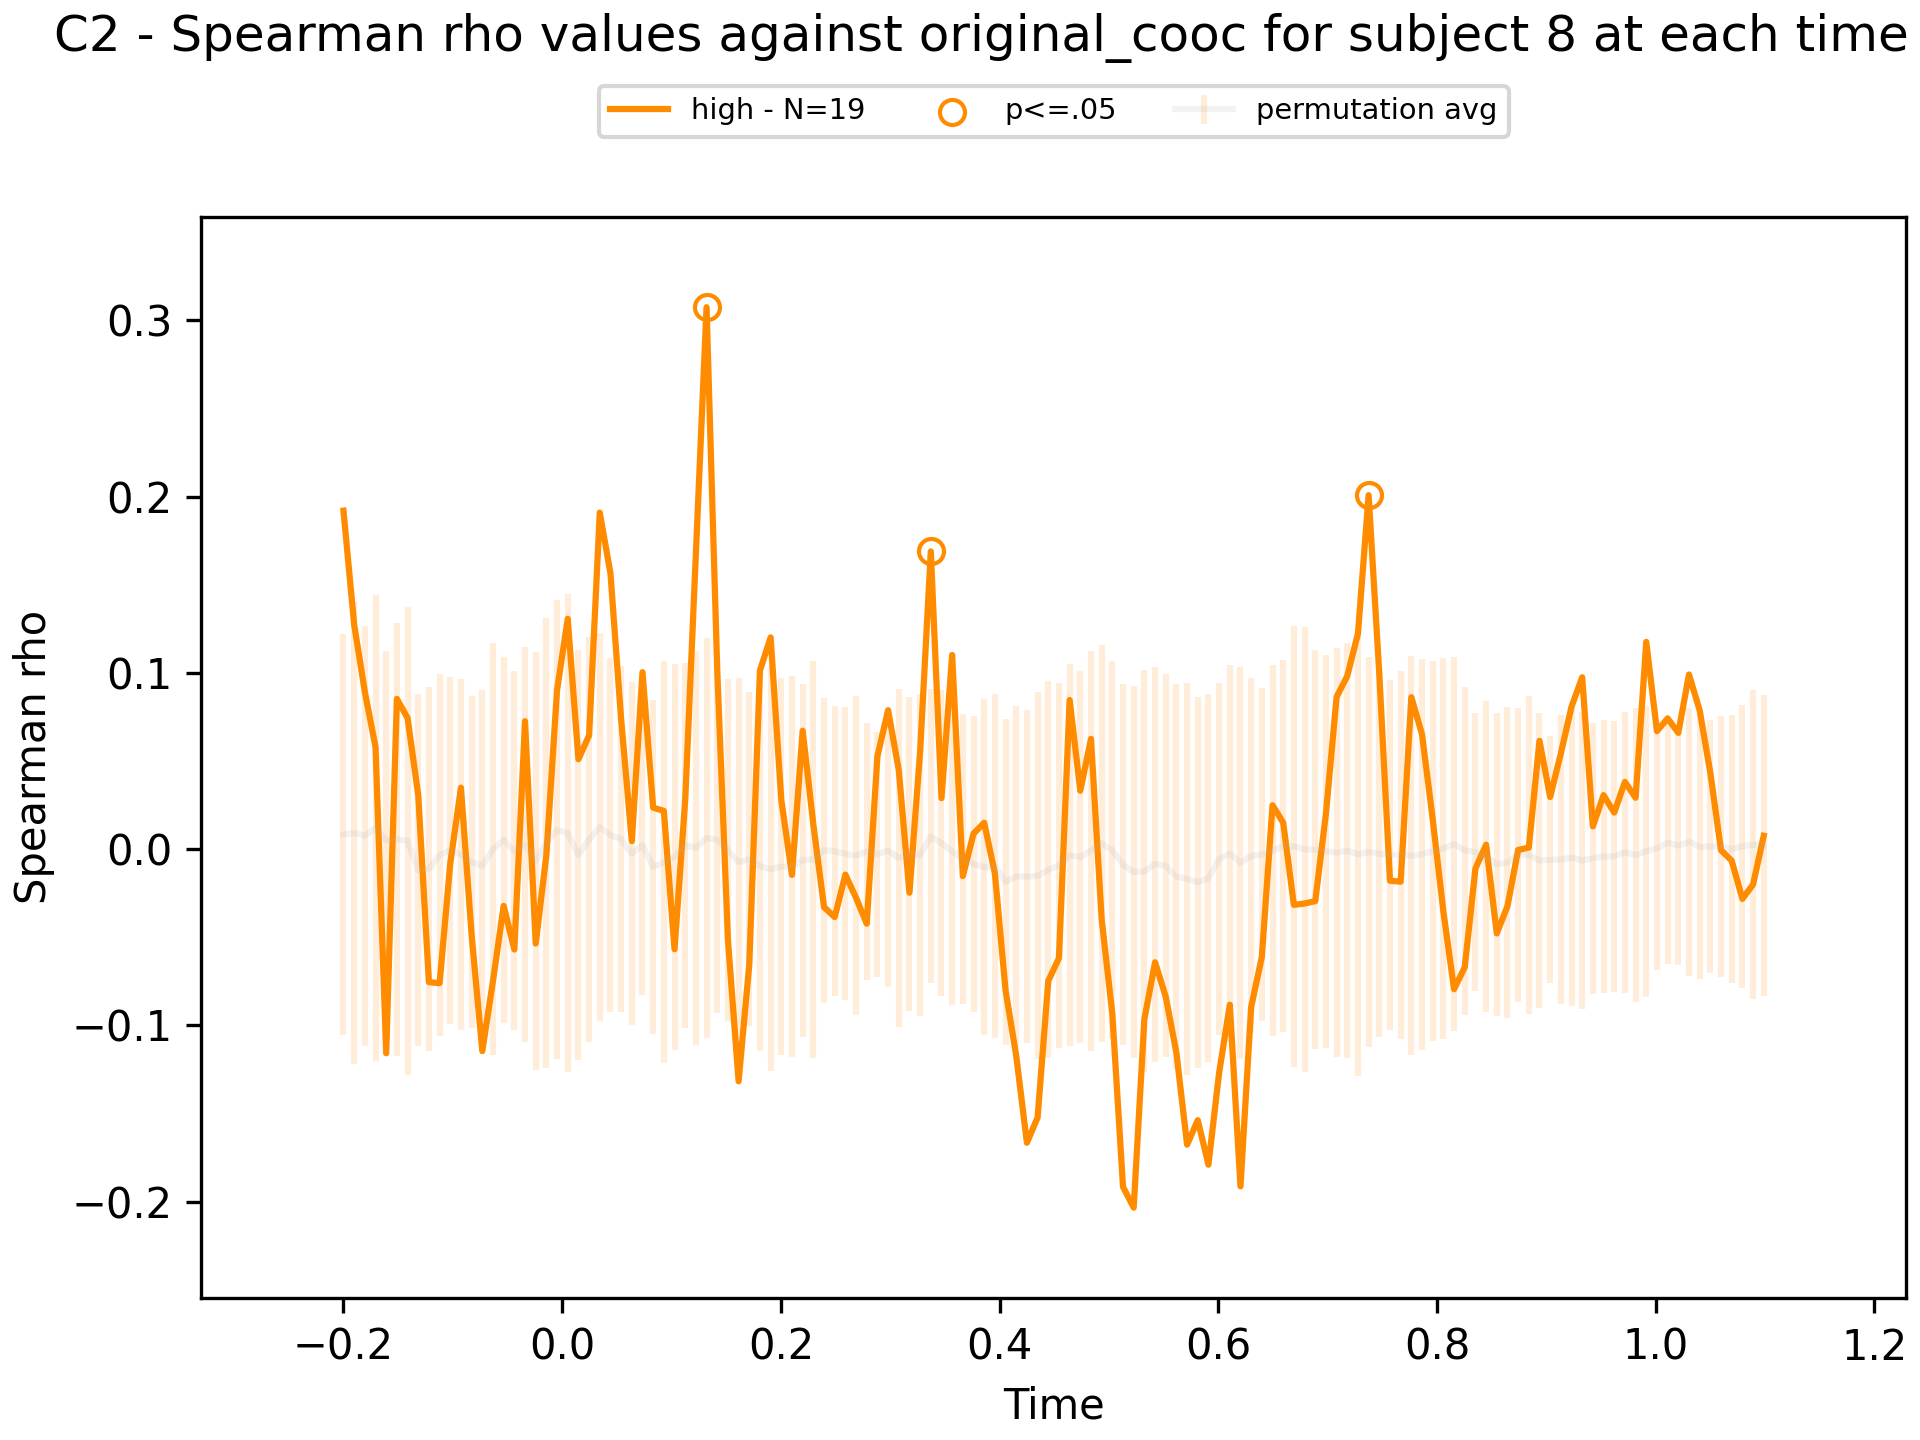 C2 - Spearman rho values against original_cooc for subject 8 at each time
high - N=19 p<=.05 permutation avg
0.3
0.2
0.1
0.0
−0.1
−0.2
Spearman rho
−0.2 0.0 0.2 0.4 0.6 0.8 1.0 1.2
Time